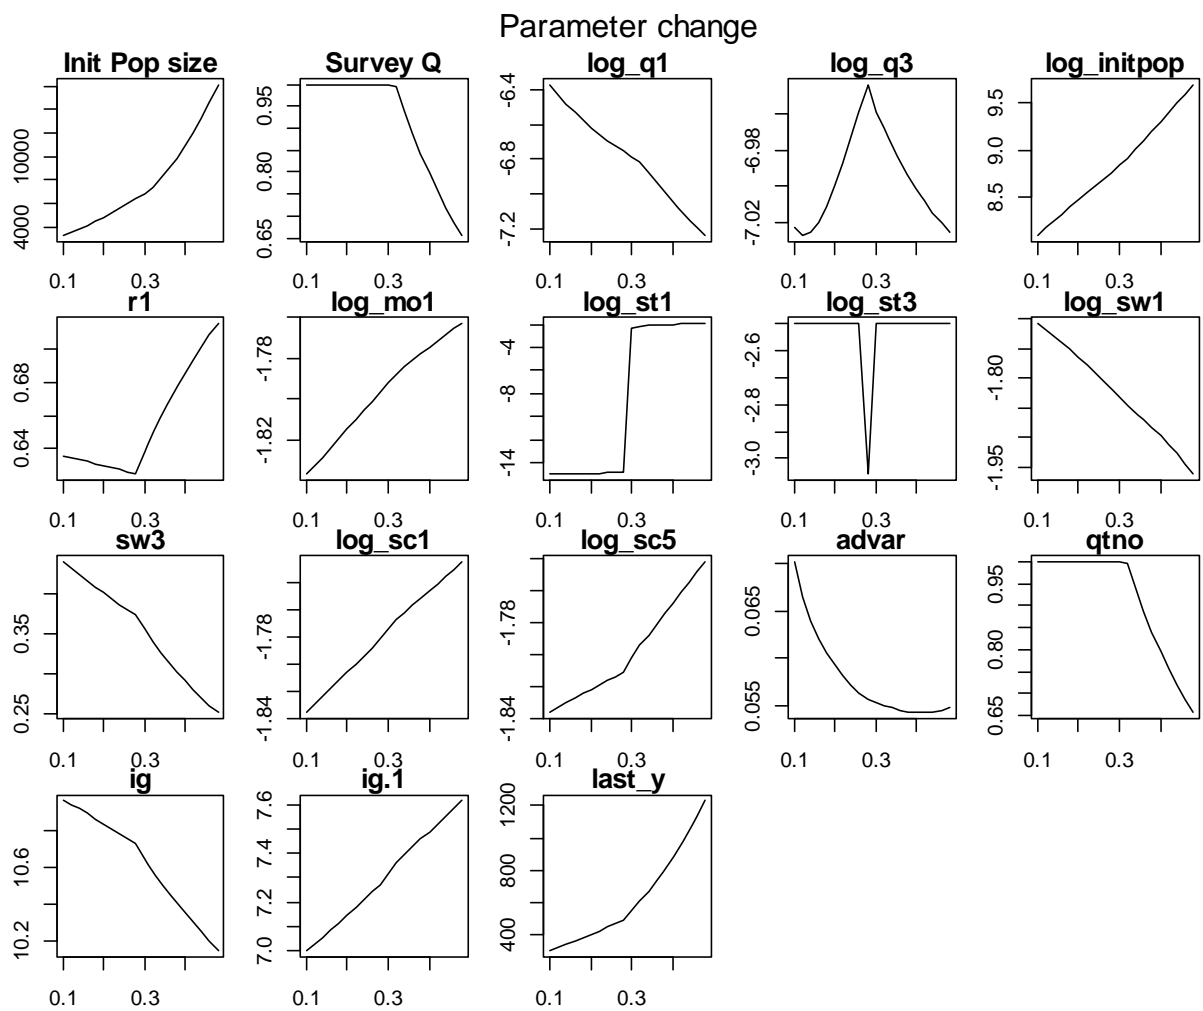 Parameter change
Init Pop size Survey Q log_q1 log_q3 log_initpop
4000 10000
0.65 0.80 0.95
-7.2 -6.8 -6.4
-7.02 -6.98
8.5 9.0 9.5
0.1 0.3 0.1 0.3 0.1 0.3 0.1 0.3 0.1 0.3
r1 log_mo1 log_st1 log_st3 log_sw1
0.64 0.68
-1.82 -1.78
-14 -8 -4
-3.0 -2.8 -2.6
-1.95 -1.80
0.1 0.3 0.1 0.3 0.1 0.3 0.1 0.3 0.1 0.3
sw3 log_sc1 log_sc5 advar qtno
0.25 0.35
-1.84 -1.78
-1.84 -1.78
0.055 0.065
0.65 0.80 0.95
0.1 0.3 0.1 0.3 0.1 0.3 0.1 0.3 0.1 0.3
ig ig.1 last_y
10.2 10.6
7.0 7.2 7.4 7.6
400 800 1200
0.1 0.3 0.1 0.3 0.1 0.3